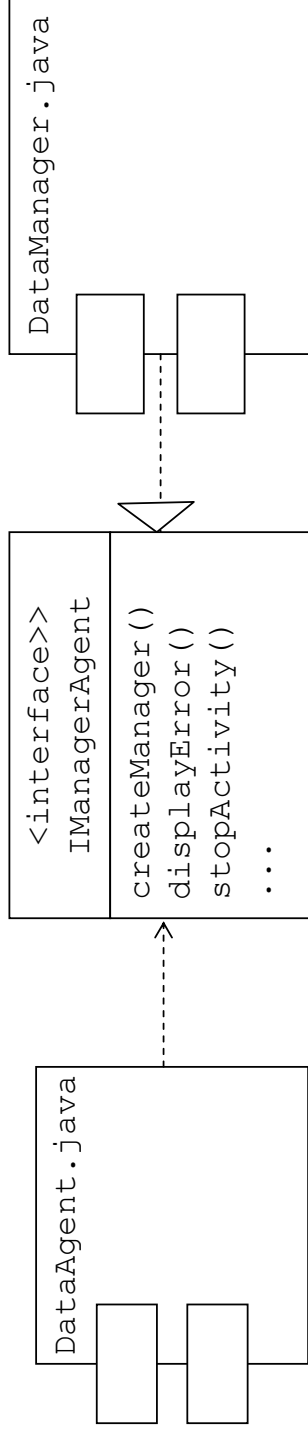 DataAgent.java
<interface>>
IManagerAgent
createManager()
displayError()
stopActivity()
...
DataManager.java